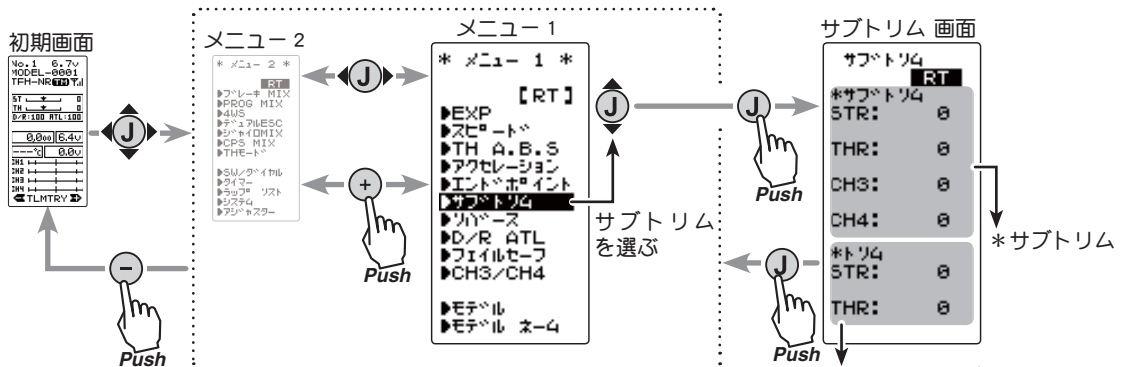 初期画面
No.1 6.7v
MODEL-0001
TFH-NR
ST 0
TH 0
D/R:100 ATL:100
0.0 6.4v
---℃ 0.0v
CH1
CH2
CH3
CH4
TLMTRY
J
−
Push
メニュー 2
* メニュー 2 *
RT
ブレーキ MIX
PROG MIX
4WS
デュアルESC
ジャイロMIX
CPS MIX
THモード
SW/ダイヤル
タイマー
ラップ リスト
システム
アジャスター
J
+
Push
メニュー 1
* メニュー 1 *
[RT]
EXP
スピード
TH A.B.S
アクセレーション
エンドポイント
サブトリム
リバース
D/R ATL
フェイルセーフ
CH3/CH4
モデル
モデル ネーム
J
サブトリム
を選ぶ
J
Push
J
Push
サブトリム 画面
サブトリム
RT
*サブトリム
STR: 0
THR: 0
CH3: 0
CH4: 0
*トリム
STR: 0
THR: 0
*サブトリム